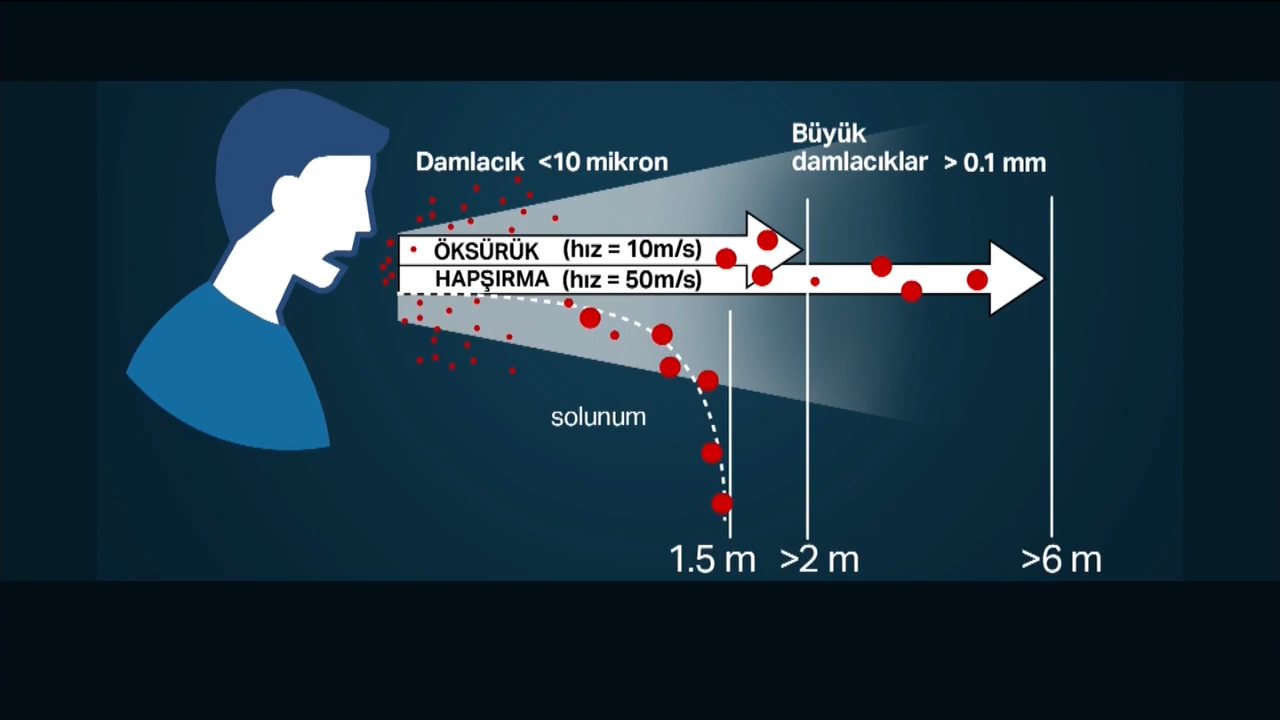 Damlacık <10 mikron
Büyük
damlacıklar > 0.1 mm
ÖKSÜRÜK (hız = 10m/s)
HAPŞIRMA (hız = 50m/s)
solunum
1.5 m >2 m >6 m